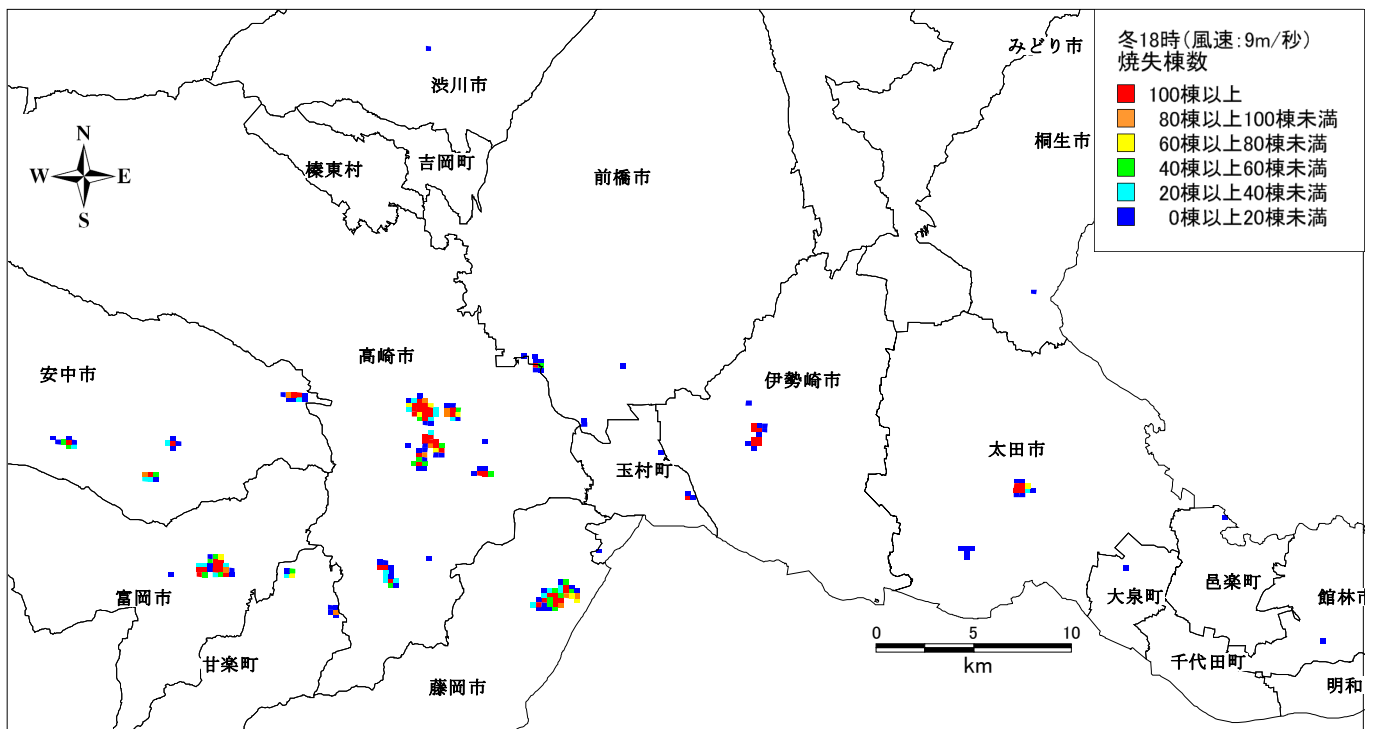 冬18時(風速:9m/秒)
焼失棟数
100棟以上
80棟以上100棟未満
60棟以上80棟未満
40棟以上60棟未満
20棟以上40棟未満
0棟以上20棟未満
みどり市
渋川市
N
W
E
S
桐生市
吉岡町
榛東村
前橋市
高崎市
安中市
伊勢崎市
太田市
玉村町
邑楽町
大泉町
館林市
富岡市
甘楽町
千代田町
藤岡市
明和
0 5 10
km